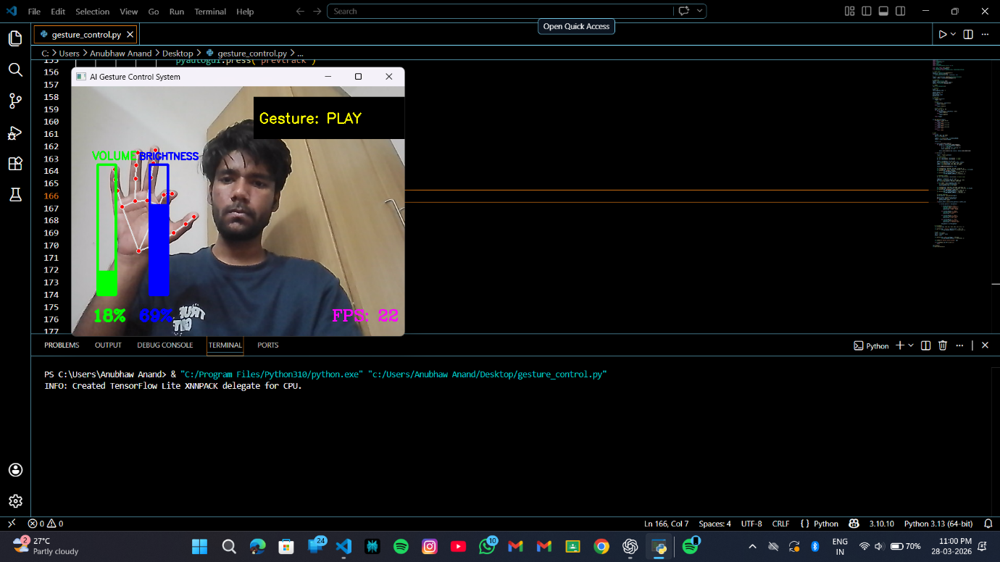 File Edit Selection View Go Run Terminal Help
Search
Open Quick Access
gesture_control.py
C: > Users > Anubhaw Anand > Desktop > gesture_control.py > ...
155 pyautogui.press("prevtrack")
156
AI Gesture Control System
157
158
159
160
161
162
163
164
165
166
167
168
169
170
171
172
173
174
175
176
177
Gesture: PLAY
VOLUME BRIGHTNESS
18% 69% FPS: 22
PROBLEMS OUTPUT DEBUG CONSOLE TERMINAL PORTS
Python
PS C:\Users\Anubhaw Anand> & "C:/Program Files/Python310/python.exe" "c:/Users/Anubhaw Anand/Desktop/gesture_control.py"
INFO: Created TensorFlow Lite XNNPACK delegate for CPU.
0 0 Ln 166, Col 7 Spaces: 4 UTF-8 CRLF {} Python 3.10.10 Python 3.13 (64-bit)
2 27°C
Partly cloudy
24
10
ENG
IN
70%
11:00 PM
28-03-2026